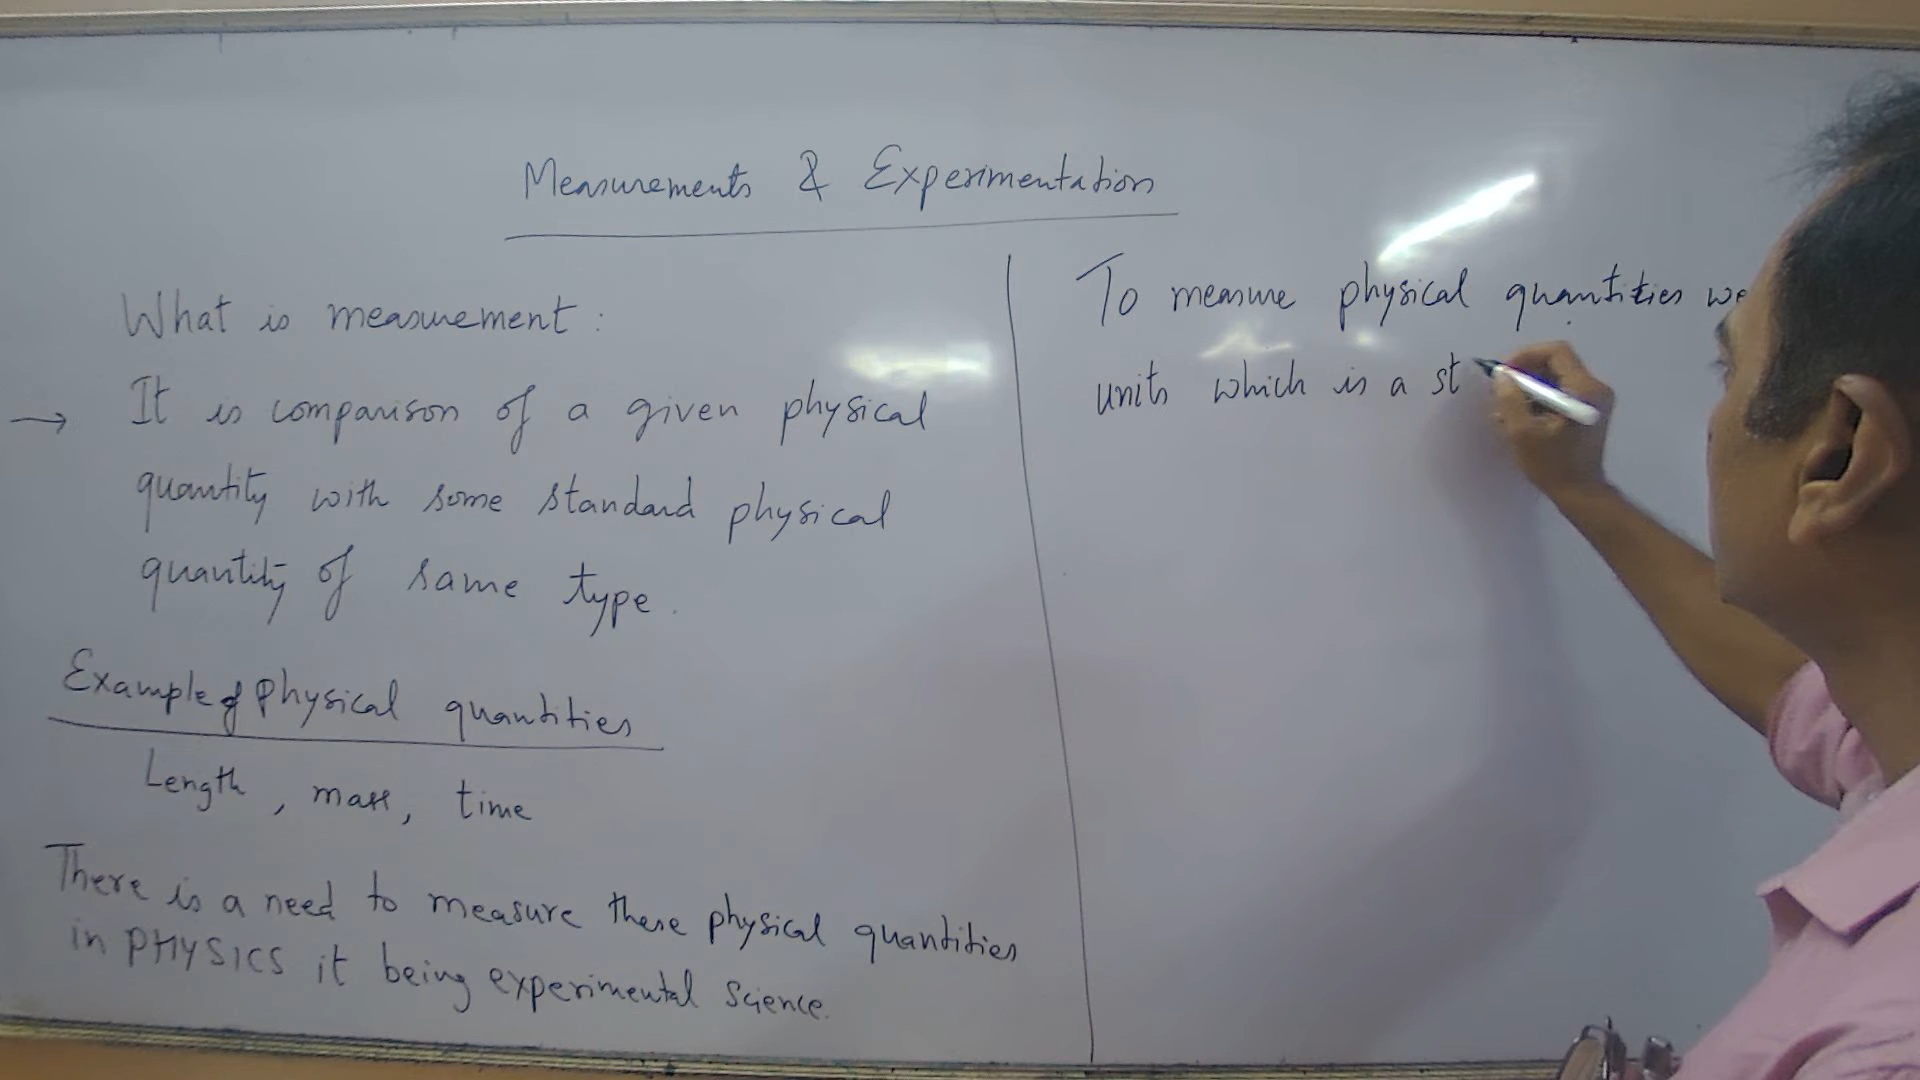 Measurements & Experimentation
What is measurement:
→ It is comparison of a given physical
quantity with some standard physical
quantity of same type.
Example of Physical quantities
Length, mass, time
There is a need to measure these physical quantities
in PHYSICS it being experimental science.
To measure physical quantities we
units which is a st